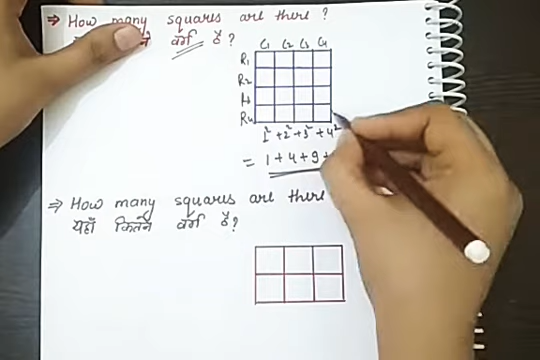 ⇒ How many squares are there ?
वर्ग है ?
C₁ C₂ C₃ C₄
R₁
R₂
R₄
1² + 2² + 3² + 4²
= 1 + 4 + 9 +
⇒ How many squares are there
यहाँ कितने वर्ग है ?